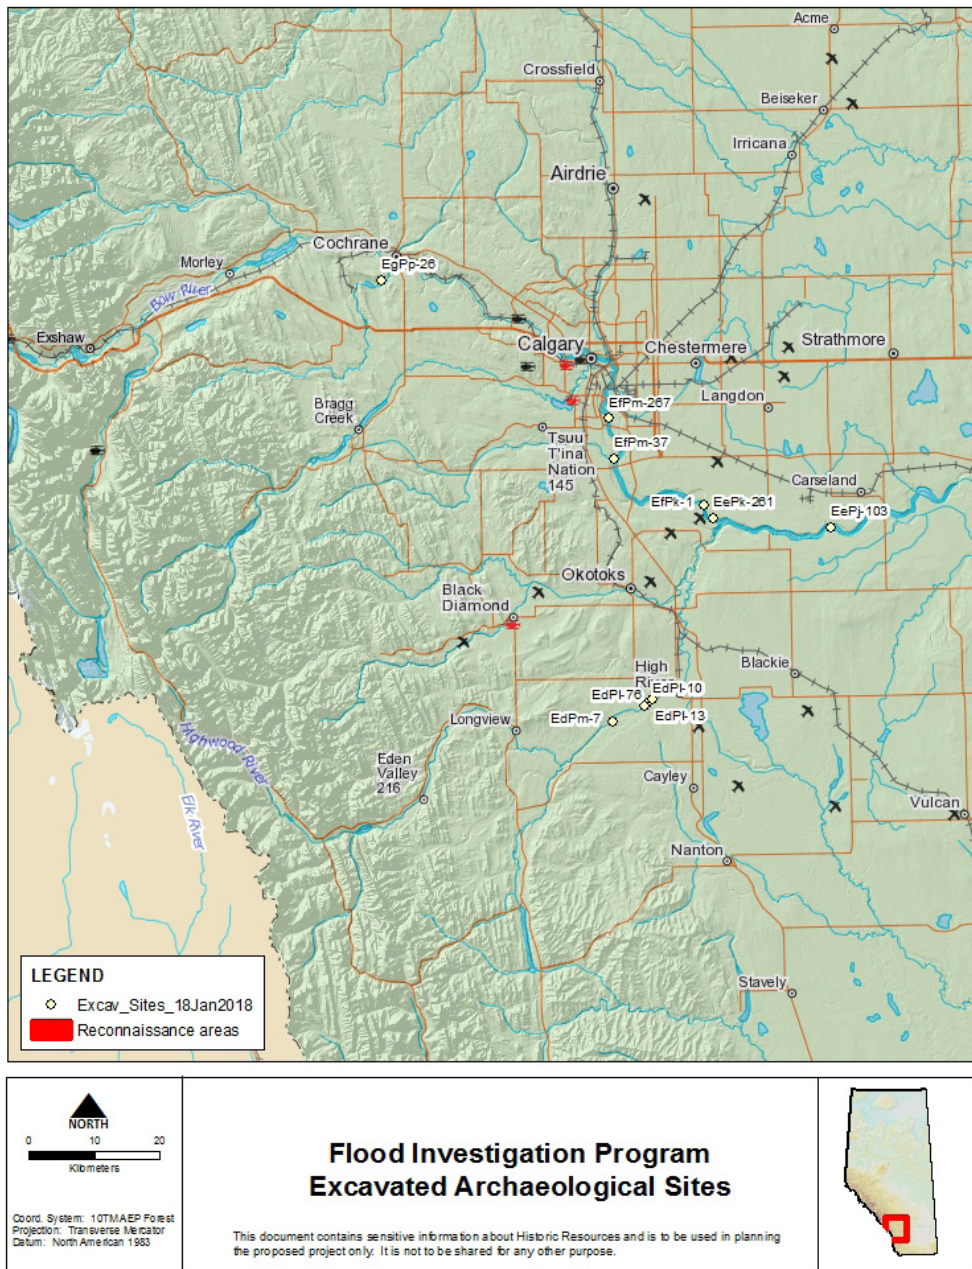 Acme
Crossfield
Beiseker
Irricana
Airdrie
Cochrane
EgPp-26
Morley
Bow River
Exshaw
Calgary
Chestermere
Strathmore
Langdon
Bragg
Creek
EfPm-267
Tsuu
T'ina
Nation
145
EfPm-37
Carseland
EfPk-1
EePk-261
EePj-103
Okotoks
Black
Diamond
High
River
Blackie
EdPl-76
EdPl-10
EdPm-7
EdPl-13
Longview
Highwood River
Elk River
Eden
Valley
216
Cayley
Vulcan
Nanton
Stavely
LEGEND
Excav_Sites_18Jan2018
Reconnaissance areas
NORTH
0 10 20
Kilometers
Coord. System: 10TMAEP Forest
Projection: Transverse Mercator
Datum: North American 1983
Flood Investigation Program
Excavated Archaeological Sites
This document contains sensitive information about Historic Resources and is to be used in planning
the proposed project only. It is not to be shared for any other purpose.